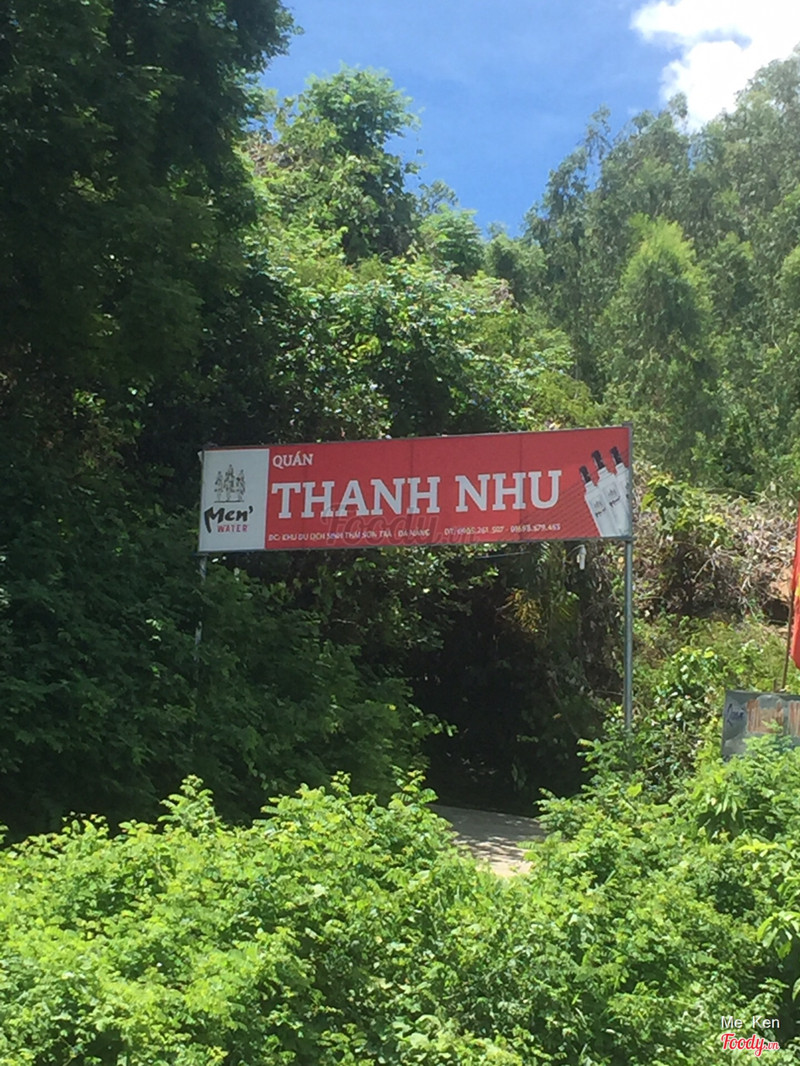 QUÁN
THANH NHU
Men'
WATER
ĐC: KHU DU LỊCH SINH THÁI SƠN TRÀ - ĐÀ NẴNG
Foody
Me Ken
Foody.vn